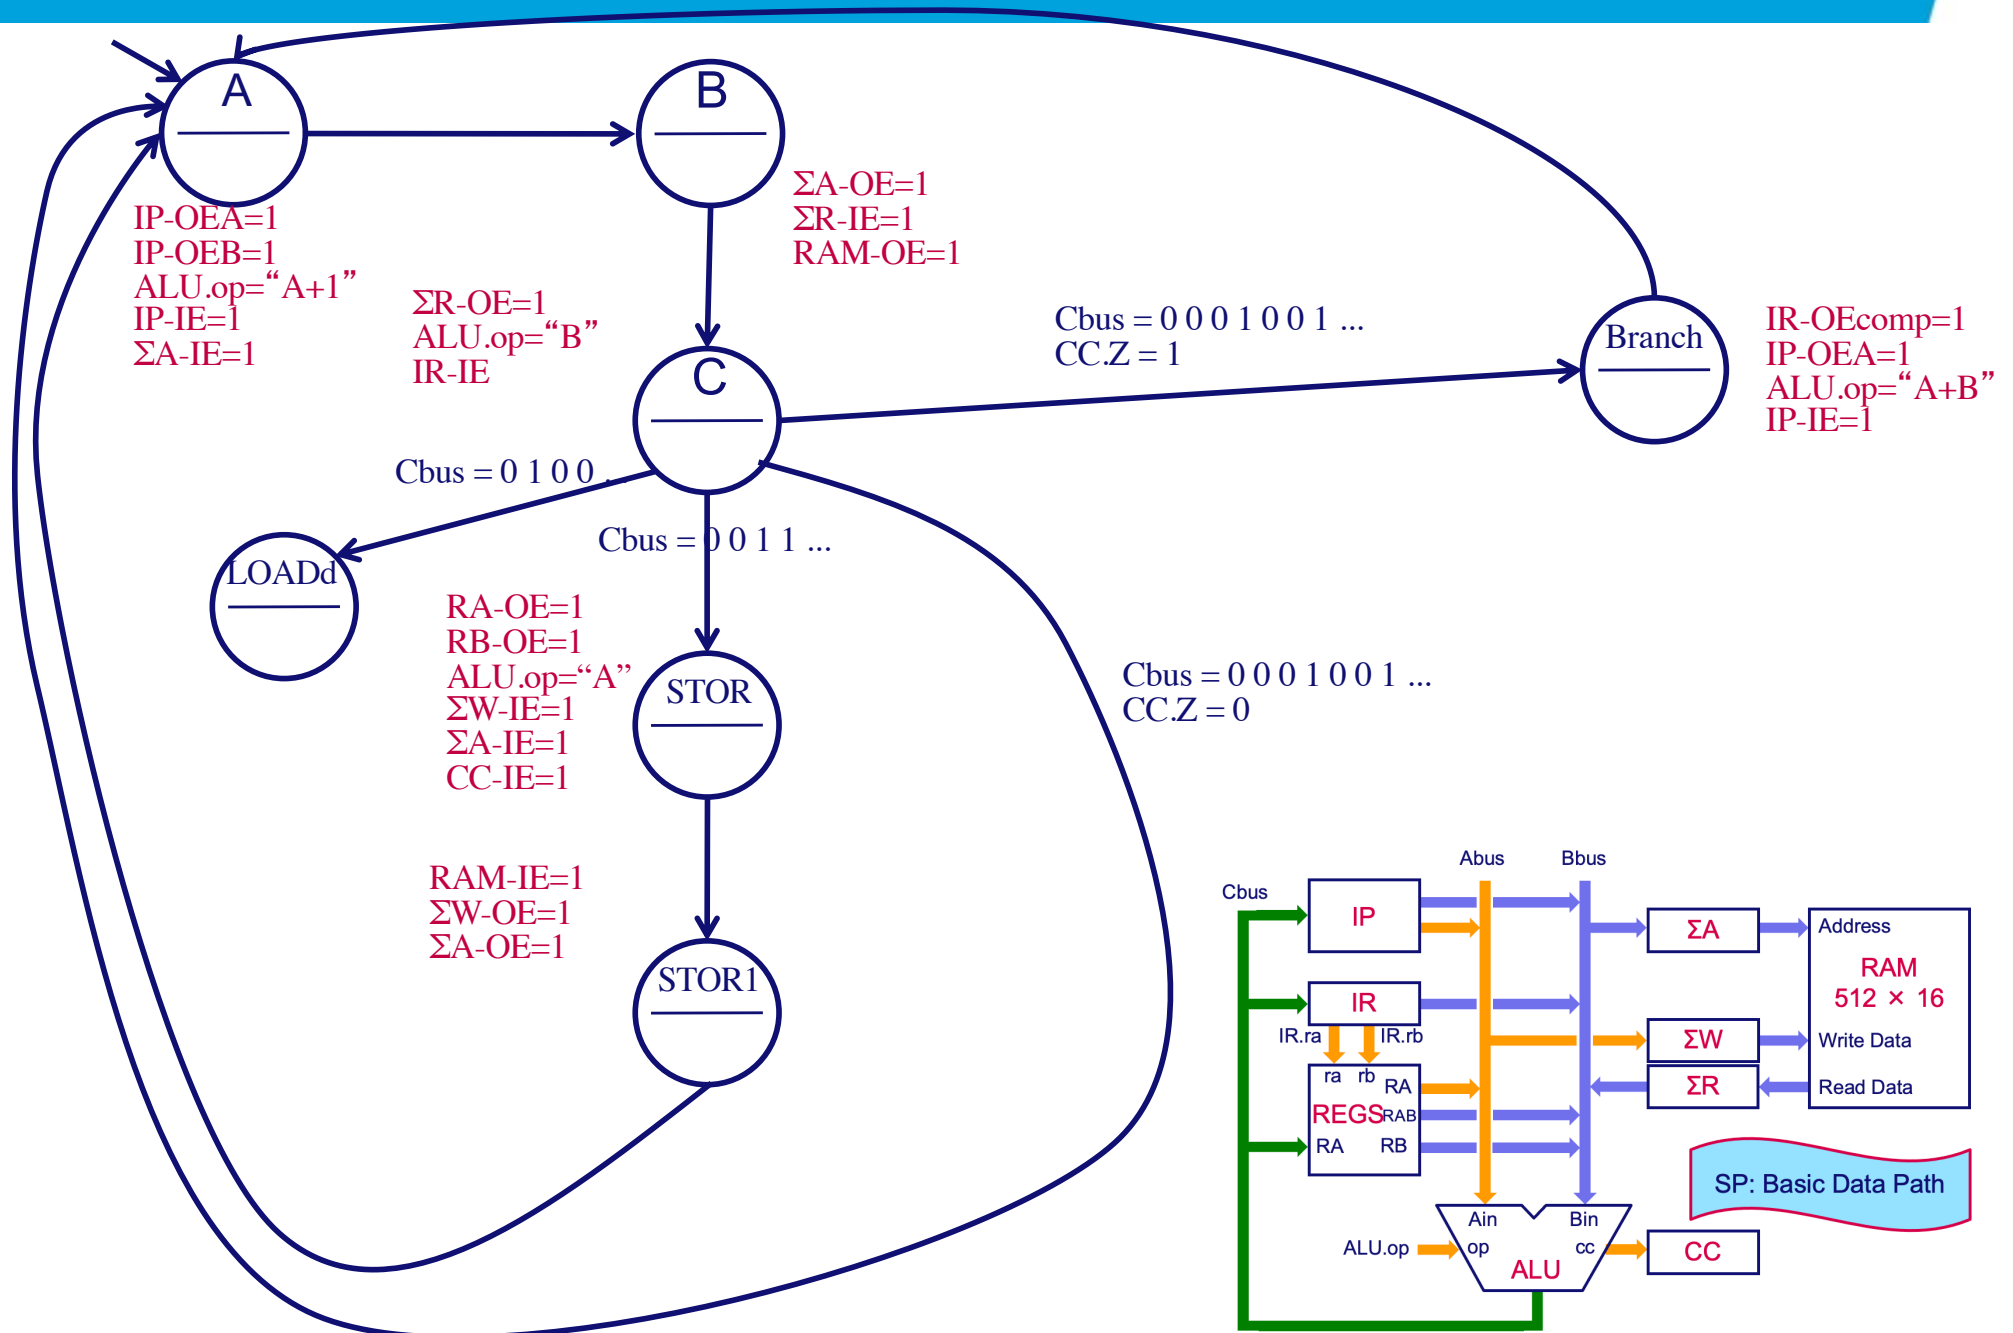 A
B
IP-OEA=1
IP-OEB=1
ALU.op=“A+1”
IP-IE=1
ΣA-IE=1
ΣA-OE=1
ΣR-IE=1
RAM-OE=1
ΣR-OE=1
ALU.op=“B”
IR-IE
C
Cbus = 0 0 0 1 0 0 1 ...
CC.Z = 1
Branch
IR-OEcomp=1
IP-OEA=1
ALU.op=“A+B”
IP-IE=1
Cbus = 0 1 0 0 ...
Cbus = 0 0 1 1 ...
LOADd
RA-OE=1
RB-OE=1
ALU.op=“A”
ΣW-IE=1
ΣA-IE=1
CC-IE=1
STOR
Cbus = 0 0 0 1 0 0 1 ...
CC.Z = 0
RAM-IE=1
ΣW-OE=1
ΣA-OE=1
STOR1
Abus
Bbus
Cbus
IP
ΣA
Address
RAM
512 × 16
IR
IR.ra
IR.rb
ΣW
Write Data
ra
rb
RA
ΣR
Read Data
REGS
RAB
RA
RB
SP: Basic Data Path
Ain
Bin
ALU.op
op
cc
CC
ALU